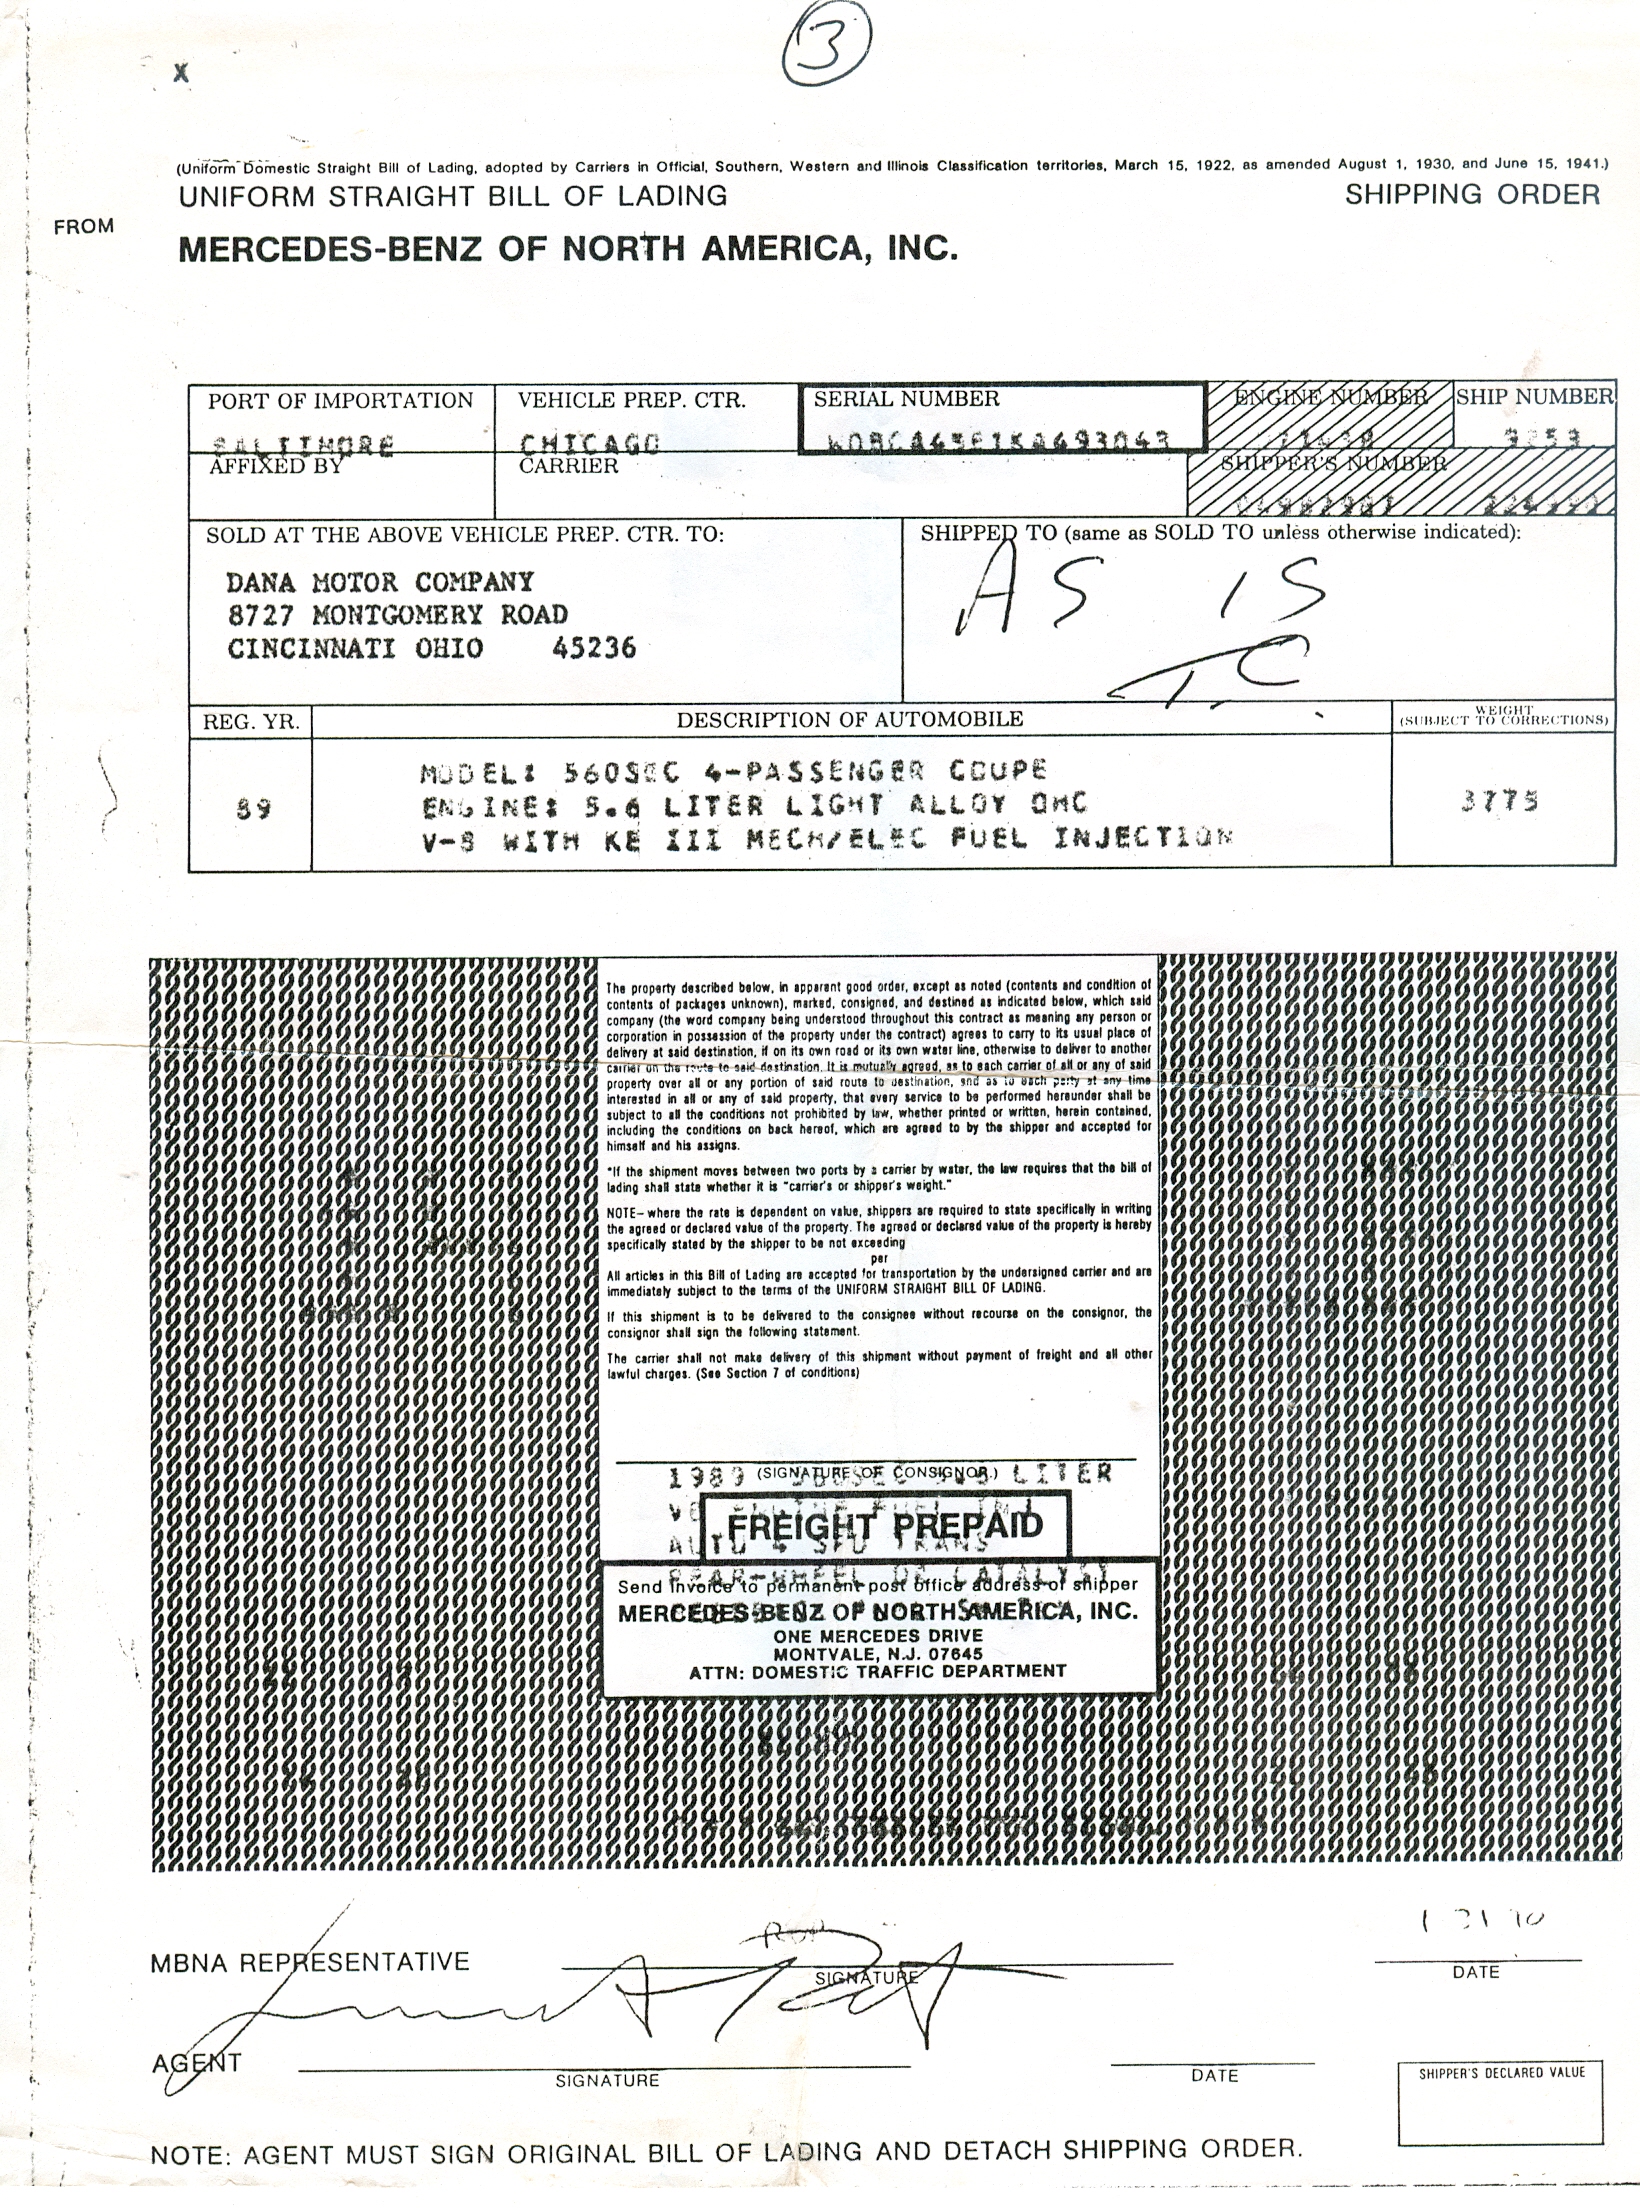 3
X
(Uniform Domestic Straight Bill of Lading, adopted by Carriers in Official, Southern, Western and Illinois Classification territories, March 15, 1922, as amended August 1, 1930, and June 15, 1941.)
UNIFORM STRAIGHT BILL OF LADING SHIPPING ORDER
FROM
MERCEDES-BENZ OF NORTH AMERICA, INC.
PORT OF IMPORTATION VEHICLE PREP. CTR. SERIAL NUMBER ENGINE NUMBER SHIP NUMBER
BALTIMORE CHICAGO
AFFIXED BY CARRIER SHIPPER'S NUMBER
SOLD AT THE ABOVE VEHICLE PREP. CTR. TO: SHIPPED TO (same as SOLD TO unless otherwise indicated):
DANA MOTOR COMPANY AS IS
8727 MONTGOMERY ROAD
CINCINNATI OHIO 45236
REG. YR. DESCRIPTION OF AUTOMOBILE WEIGHT
(SUBJECT TO CORRECTIONS)
MODEL: 560SEC 4-PASSENGER COUPE
89 ENGINE: 5.6 LITER LIGHT ALLOY OHC 3775
V-8 WITH KE III MECH/ELEC FUEL INJECTION
The property described below, in apparent good order, except as noted (contents and condition of
contents of packages unknown), marked, consigned, and destined as indicated below, which said
company (the word company being understood throughout this contract as meaning any person or
corporation in possession of the property under the contract) agrees to carry to its usual place of
delivery at said destination, if on its own road or its own water line, otherwise to deliver to another
carrier on the route to said destination. It is mutually agreed, as to each carrier of all or any of said
property over all or any portion of said route to destination, and as to each party at any time
interested in all or any of said property, that every service to be performed hereunder shall be
subject to all the conditions not prohibited by law, whether printed or written, herein contained,
including the conditions on back hereof, which are agreed to by the shipper and accepted for
himself and his assigns.
*If the shipment moves between two ports by a carrier by water, the law requires that the bill of
lading shall state whether it is "carrier's or shipper's weight."
NOTE—where the rate is dependent on value, shippers are required to state specifically in writing
the agreed or declared value of the property. The agreed or declared value of the property is hereby
specifically stated by the shipper to be not exceeding
per
All articles in this Bill of Lading are accepted for transportation by the undersigned carrier and are
immediately subject to the terms of the UNIFORM STRAIGHT BILL OF LADING.
If this shipment is to be delivered to the consignee without recourse on the consignor, the
consignor shall sign the following statement.
The carrier shall not make delivery of this shipment without payment of freight and all other
lawful charges. (See Section 7 of conditions)
1989 LITER
(SIGNATURE OF CONSIGNOR.)
FREIGHT PREPAID
Send Invoice to permanent post office address of shipper
MERCEDES-BENZ OF NORTH AMERICA, INC.
ONE MERCEDES DRIVE
MONTVALE, N.J. 07645
ATTN: DOMESTIC TRAFFIC DEPARTMENT
MBNA REPRESENTATIVE
SIGNATURE DATE
AGENT
SIGNATURE DATE SHIPPER'S DECLARED VALUE
NOTE: AGENT MUST SIGN ORIGINAL BILL OF LADING AND DETACH SHIPPING ORDER.